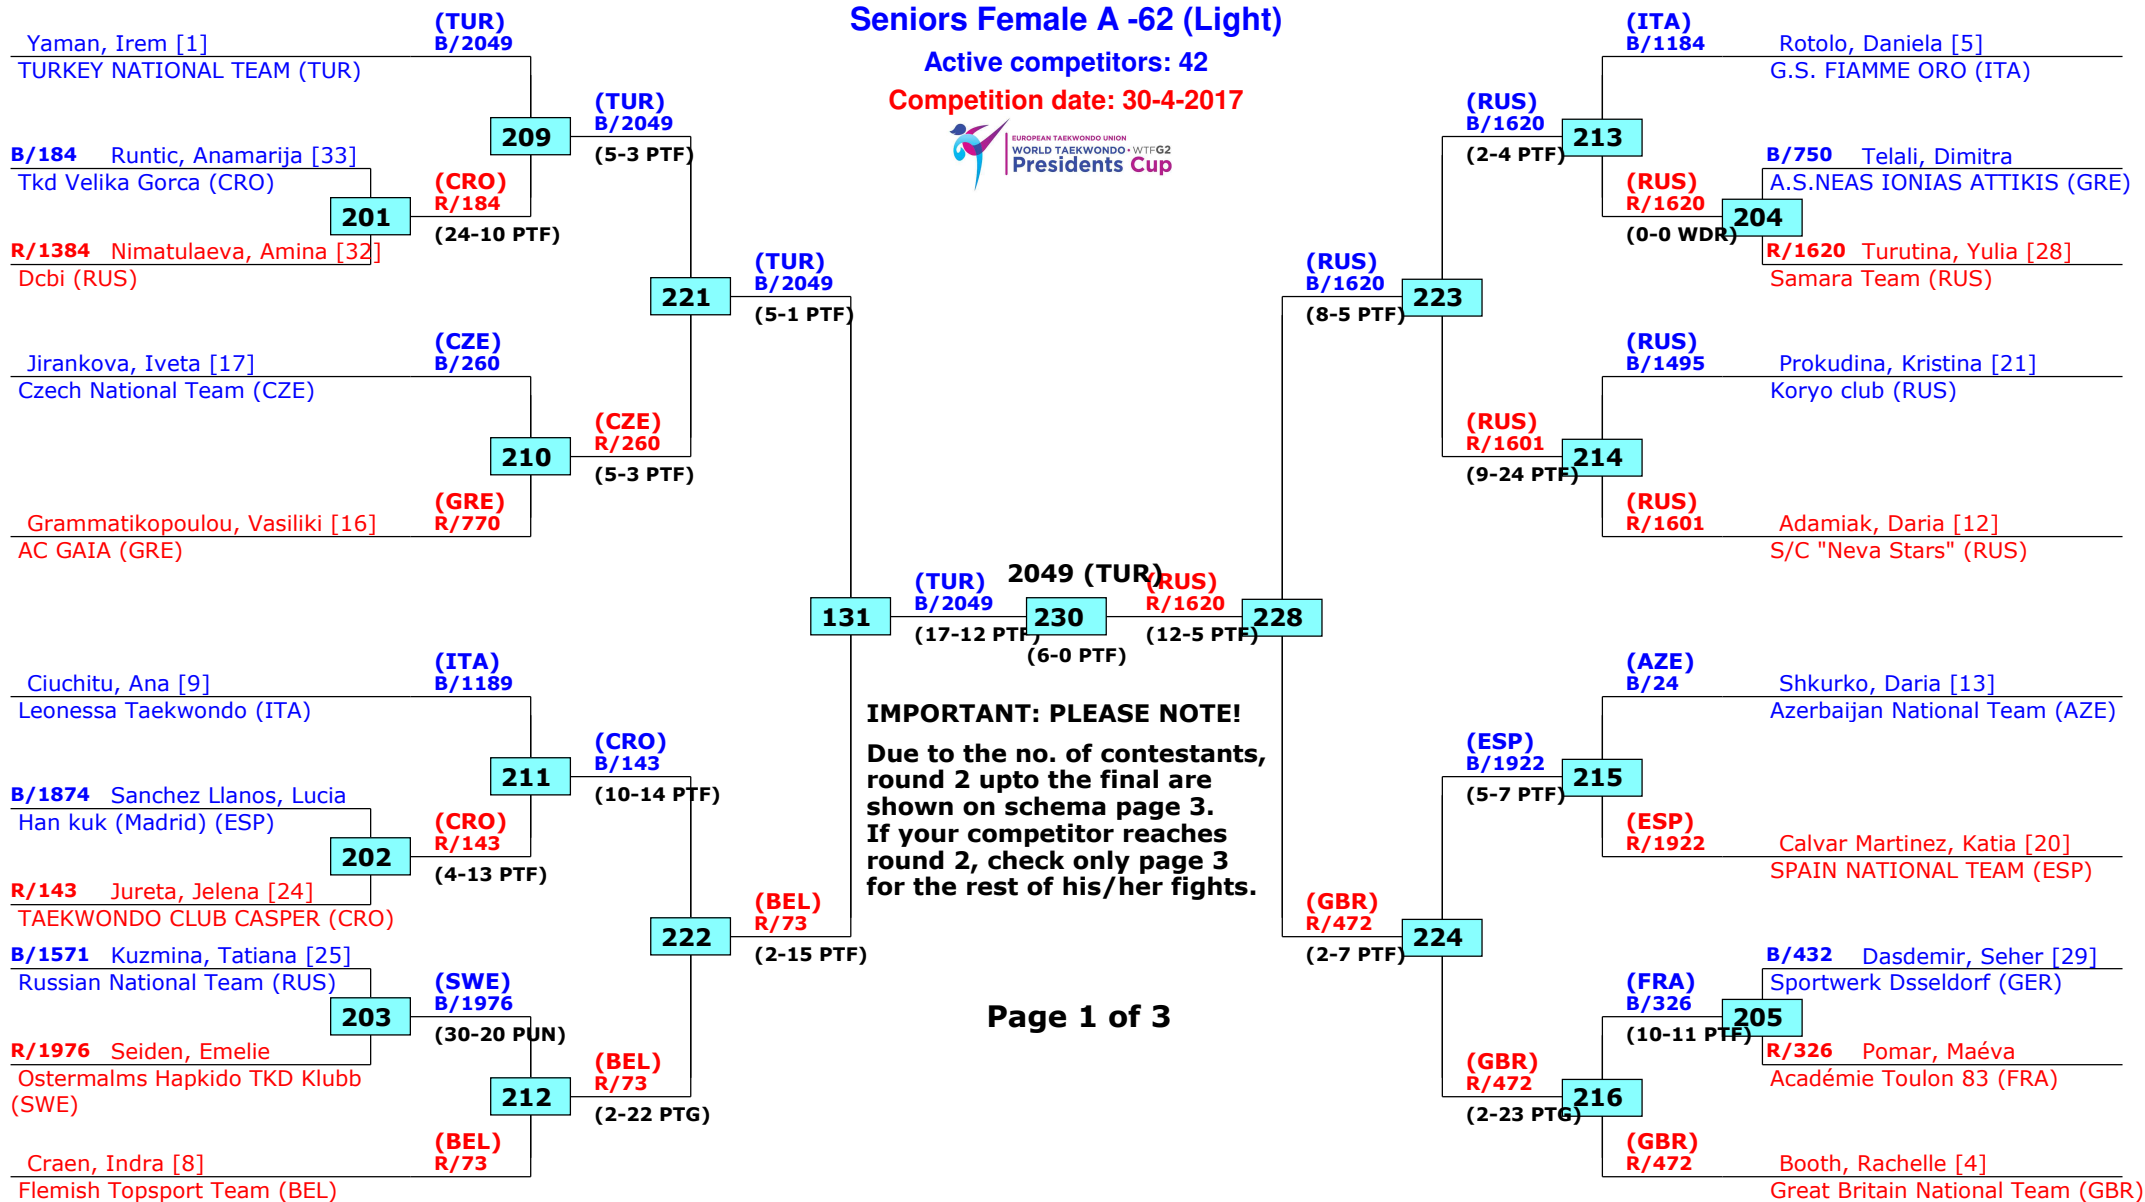 Seniors Female A -62 (Light)
Active competitors: 42
Competition date: 30-4-2017
EUROPEAN TAEKWONDO UNION
WORLD TAEKWONDO • WTFG2
Presidents Cup
(TUR)
B/2049
Yaman, Irem [1]
TURKEY NATIONAL TEAM (TUR)
209
(TUR)
B/2049
(5-3 PTF)
B/184 Runtic, Anamarija [33]
Tkd Velika Gorca (CRO)
201
(CRO)
R/184
(24-10 PTF)
R/1384 Nimatulaeva, Amina [32]
Dcbi (RUS)
221
(TUR)
B/2049
(5-1 PTF)
(CZE)
B/260
Jirankova, Iveta [17]
Czech National Team (CZE)
210
(CZE)
R/260
(5-3 PTF)
(GRE)
R/770
Grammatikopoulou, Vasiliki [16]
AC GAIA (GRE)
131
(TUR)
B/2049
(17-12 PTF)
2049 (TUR)
230
(6-0 PTF)
(RUS)
R/1620
(12-5 PTF)
228
(ITA)
B/1189
Ciuchitu, Ana [9]
Leonessa Taekwondo (ITA)
211
(CRO)
B/143
(10-14 PTF)
B/1874 Sanchez Llanos, Lucia
Han kuk (Madrid) (ESP)
202
(CRO)
R/143
(4-13 PTF)
R/143 Jureta, Jelena [24]
TAEKWONDO CLUB CASPER (CRO)
222
(BEL)
R/73
(2-15 PTF)
B/1571 Kuzmina, Tatiana [25]
Russian National Team (RUS)
203
(SWE)
B/1976
(30-20 PUN)
R/1976 Seiden, Emelie
Ostermalms Hapkido TKD Klubb
(SWE)
212
(BEL)
R/73
(2-22 PTG)
(BEL)
R/73
Craen, Indra [8]
Flemish Topsport Team (BEL)
IMPORTANT: PLEASE NOTE!
Due to the no. of contestants,
round 2 upto the final are
shown on schema page 3.
If your competitor reaches
round 2, check only page 3
for the rest of his/her fights.
Page 1 of 3
(ITA)
B/1184
Rotolo, Daniela [5]
G.S. FIAMME ORO (ITA)
(RUS)
B/1620
(2-4 PTF)
213
B/750 Telali, Dimitra
A.S.NEAS IONIAS ATTIKIS (GRE)
(RUS)
R/1620
(0-0 WDR)
204
R/1620 Turutina, Yulia [28]
Samara Team (RUS)
(RUS)
B/1620
(8-5 PTF)
223
(RUS)
B/1495
Prokudina, Kristina [21]
Koryo club (RUS)
(RUS)
R/1601
(9-24 PTF)
214
(RUS)
R/1601
Adamiak, Daria [12]
S/C "Neva Stars" (RUS)
(AZE)
B/24
Shkurko, Daria [13]
Azerbaijan National Team (AZE)
(ESP)
B/1922
(5-7 PTF)
215
(ESP)
R/1922
Calvar Martinez, Katia [20]
SPAIN NATIONAL TEAM (ESP)
(GBR)
R/472
(2-7 PTF)
224
B/432 Dasdemir, Seher [29]
Sportwerk Dsseldorf (GER)
(FRA)
B/326
(10-11 PTF)
205
R/326 Pomar, Maéva
Académie Toulon 83 (FRA)
(GBR)
R/472
(2-23 PTG)
216
(GBR)
R/472
Booth, Rachelle [4]
Great Britain National Team (GBR)